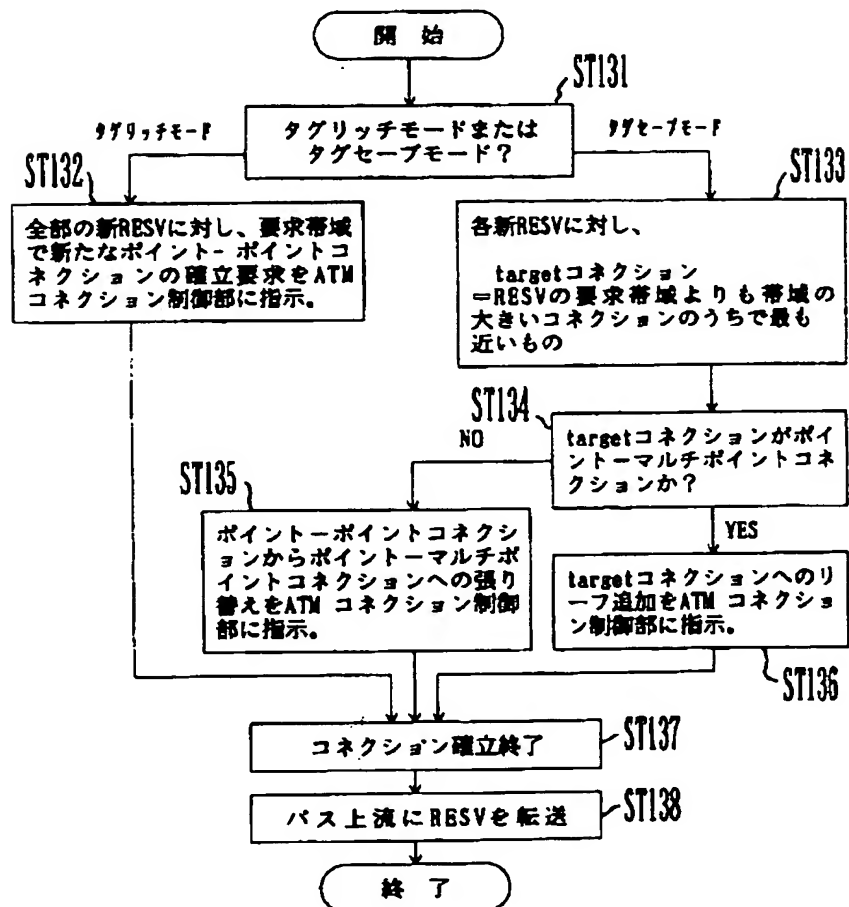 開 始
ST131
タグリッチモード
タグリッチモードまたは
タグセーブモード?
タグセーブモード
ST132
全部の新RESVに対し、要求帯域
で新たなポイント-ポイントコ
ネクションの確立要求をATM
コネクション制御部に指示。
ST133
各新RESVに対し、
targetコネクション
=RESVの要求帯域よりも帯域の
大きいコネクションのうちで最も
近いもの
ST134
targetコネクションがポイ
ントーマルチポイントコネ
クションか?
NO
YES
ST135
ポイントーポイントコネクシ
ョンからポイントーマルチポ
イントコネクションへの張り
替えをATM コネクション制御
部に指示。
targetコネクションへのリ
ーフ追加をATM コネクショ
ン制御部に指示。
ST136
コネクション確立終了
ST137
パス上流にRESVを転送
ST138
終 了